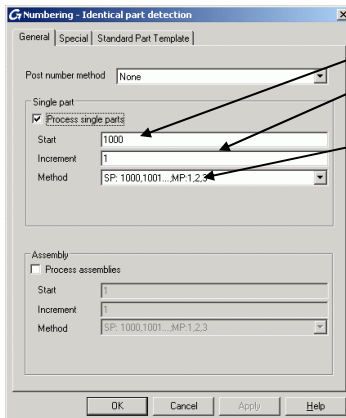 Numbering - Identical part detection
General Special Standard Part Template
Post number method None
Single part
Process single parts
Start 1000
Increment 1
Method SP: 1000,1001...;MP:1,2,3
Assembly
Process assemblies
Start 1
Increment 1
Method SP: 1000,1001...;MP:1,2,3
OK Cancel Apply Help